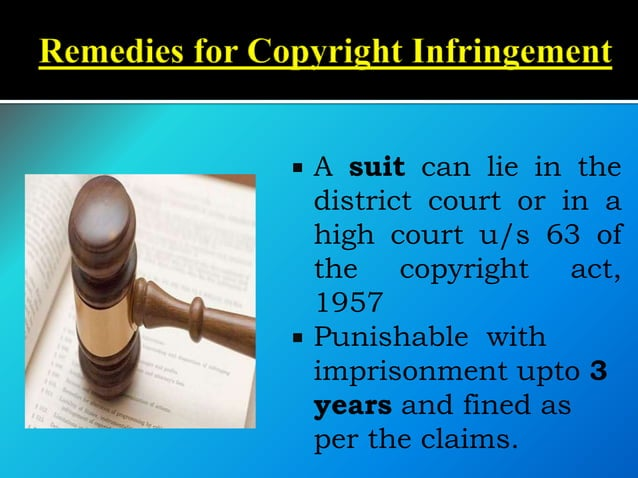 Remedies for Copyright Infringement
▪ A suit can lie in the
district court or in a
high court u/s 63 of
the copyright act,
1957
▪ Punishable with
imprisonment upto 3
years and fined as
per the claims.